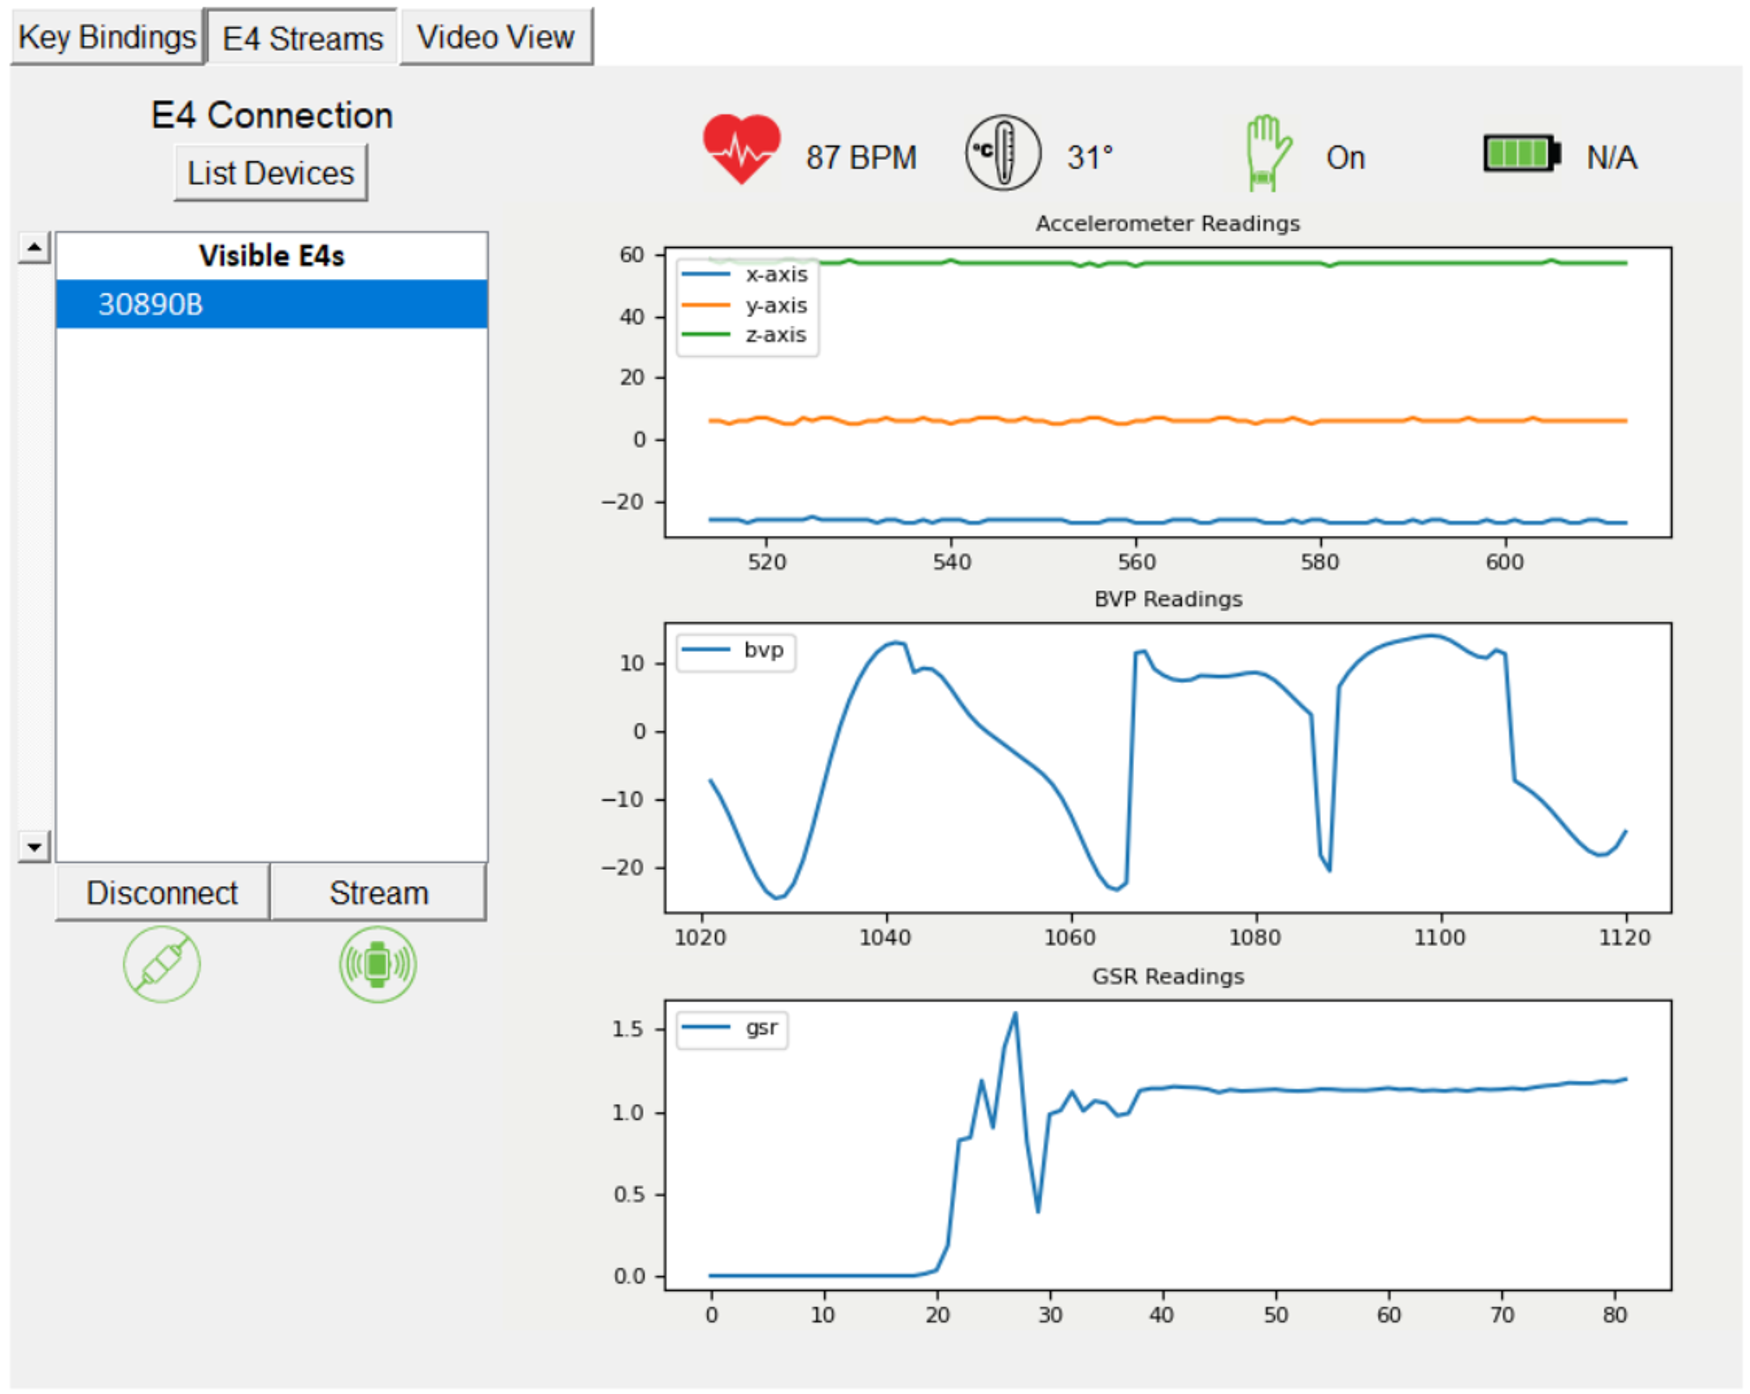 Key Bindings E4 Streams Video View
E4 Connection
List Devices
Visible E4s
30890B
Disconnect Stream
87 BPM °C 31° On N/A
Accelerometer Readings
60
40
20
0
−20
x-axis
y-axis
z-axis
520 540 560 580 600
BVP Readings
10
0
−10
−20
bvp
1020 1040 1060 1080 1100 1120
GSR Readings
1.5
1.0
0.5
0.0
gsr
0 10 20 30 40 50 60 70 80